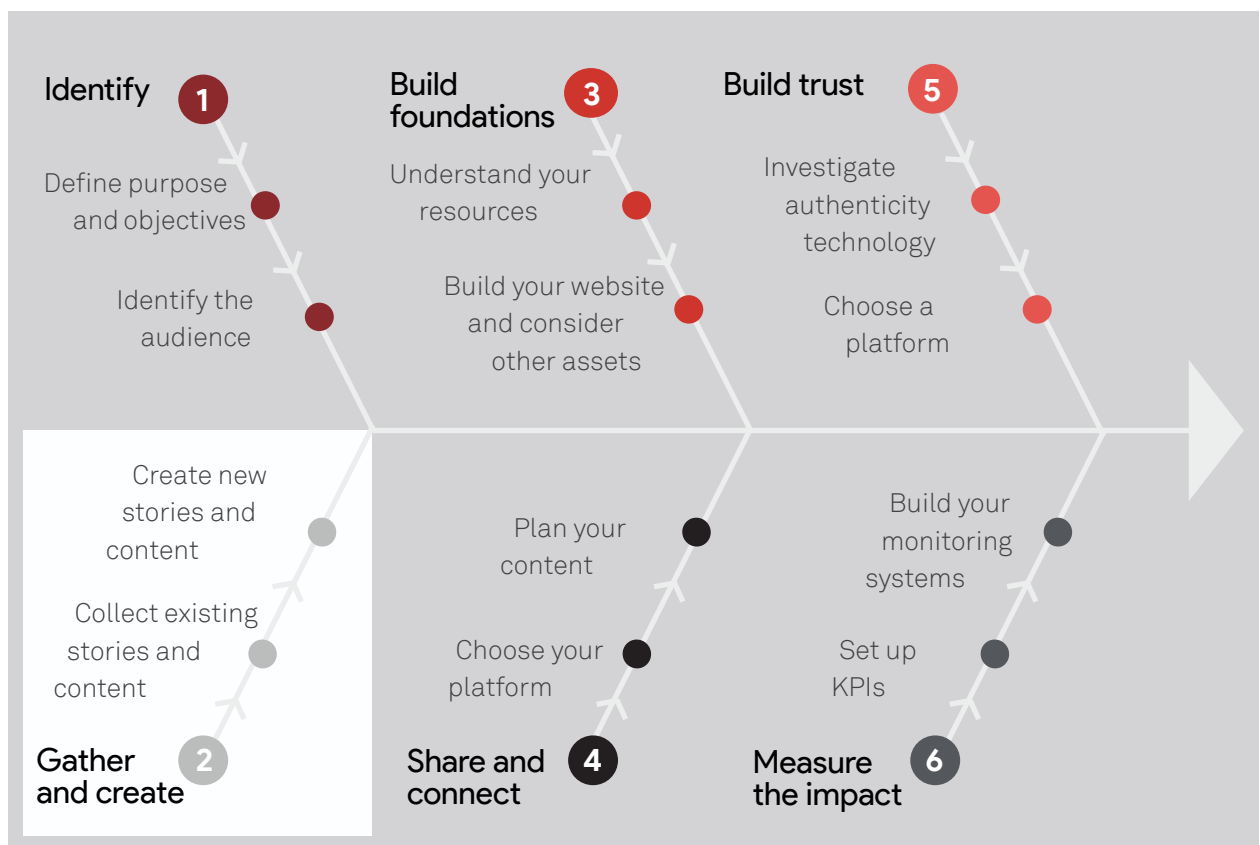 Identify
1
Define purpose
and objectives
Identify the
audience
Gather
and create
2
Collect existing
stories and
content
Create new
stories and
content
Build
foundations
3
Understand your
resources
Build your website
and consider
other assets
Share and
connect
4
Choose your
platform
Plan your
content
Build trust
5
Investigate
authenticity
technology
Choose a
platform
Measure
the impact
6
Set up
KPIs
Build your
monitoring
systems